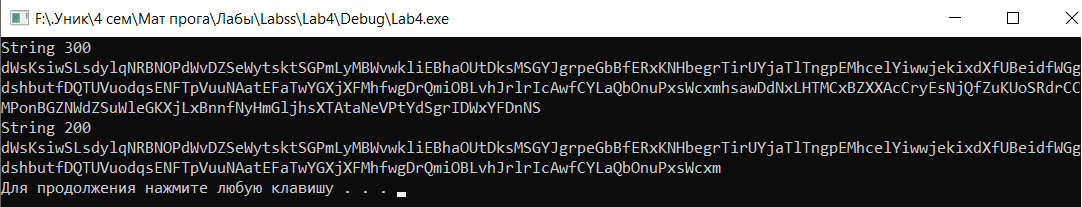 F:\.Уник\4 сем\Мат прога\Лабы\Labss\Lab4\Debug\Lab4.exe
String 300
dWsKsiwSLsdylqNRBNOPdWvDZSeWytsktSGPmLyMBWvwkliEBhaOUtDksMSGYJgrpeGbBfERxKNHbegrTirUYjaTlTngpEMhcelYiwwjekixdXfUBeidfWGg
dshbutfDQTUVuodqsENFTpVuuNAatEFaTwYGXjXFMhfwgDrQmiOBLvhJrlrIcAwfCYLaQbOnuPxsWcxmhsawDdNxLHTMCxBZXXAcCryEsNjQfZuKUoSRdrCC
MPonBGZNWdZSuWleGKXjLxBnnfNyHmGljhsXTAtaNeVPtYdSgrIDWxYFDnNS
String 200
dWsKsiwSLsdylqNRBNOPdWvDZSeWytsktSGPmLyMBWvwkliEBhaOUtDksMSGYJgrpeGbBfERxKNHbegrTirUYjaTlTngpEMhcelYiwwjekixdXfUBeidfWGg
dshbutfDQTUVuodqsENFTpVuuNAatEFaTwYGXjXFMhfwgDrQmiOBLvhJrlrIcAwfCYLaQbOnuPxsWcxm
Для продолжения нажмите любую клавишу . . .